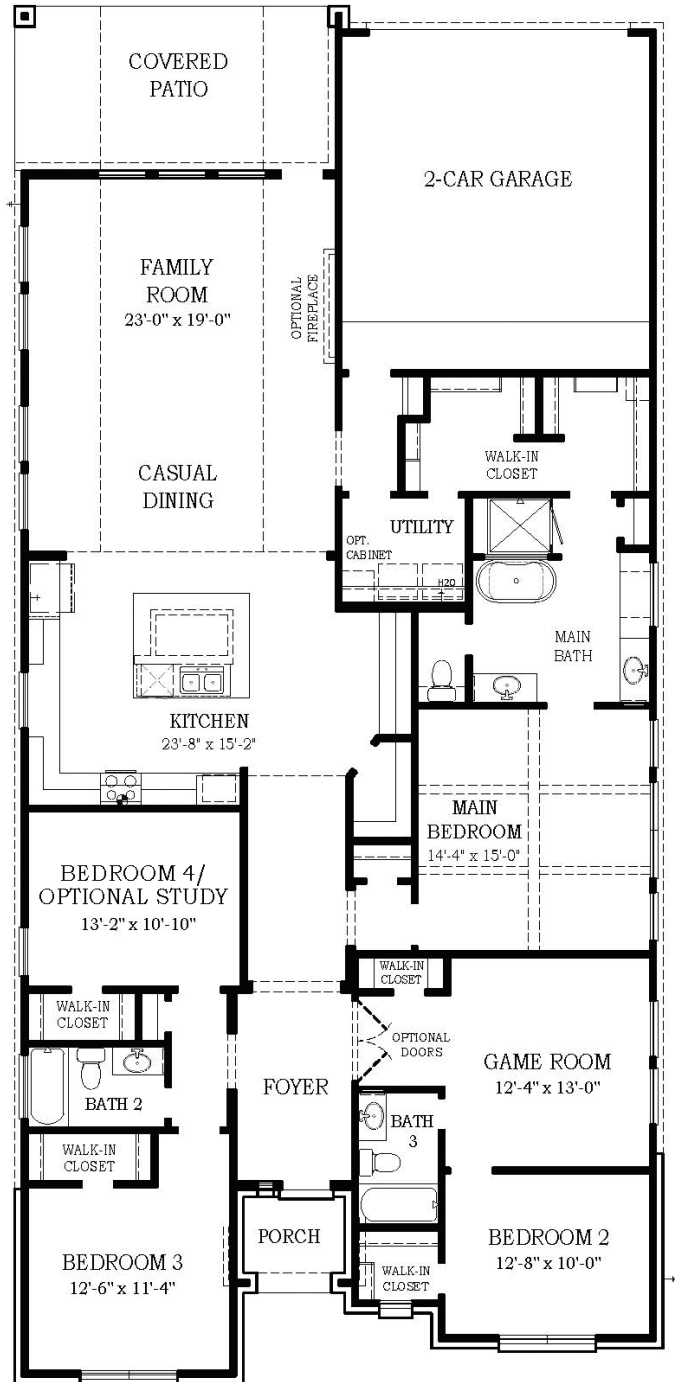 COVERED
PATIO
2-CAR GARAGE
FAMILY
ROOM
23'-0" x 19'-0"
OPTIONAL
FIREPLACE
CASUAL
DINING
WALK-IN
CLOSET
UTILITY
OPT.
CABINET
H2O
MAIN
BATH
KITCHEN
23'-8" x 15'-2"
MAIN
BEDROOM
14'-4" x 15'-0"
BEDROOM 4/
OPTIONAL STUDY
13'-2" x 10'-10"
WALK-IN
CLOSET
WALK-IN
CLOSET
OPTIONAL
DOORS
GAME ROOM
12'-4" x 13'-0"
FOYER
BATH 2
BATH
3
WALK-IN
CLOSET
PORCH
BEDROOM 2
12'-8" x 10'-0"
BEDROOM 3
12'-6" x 11'-4"
WALK-IN
CLOSET